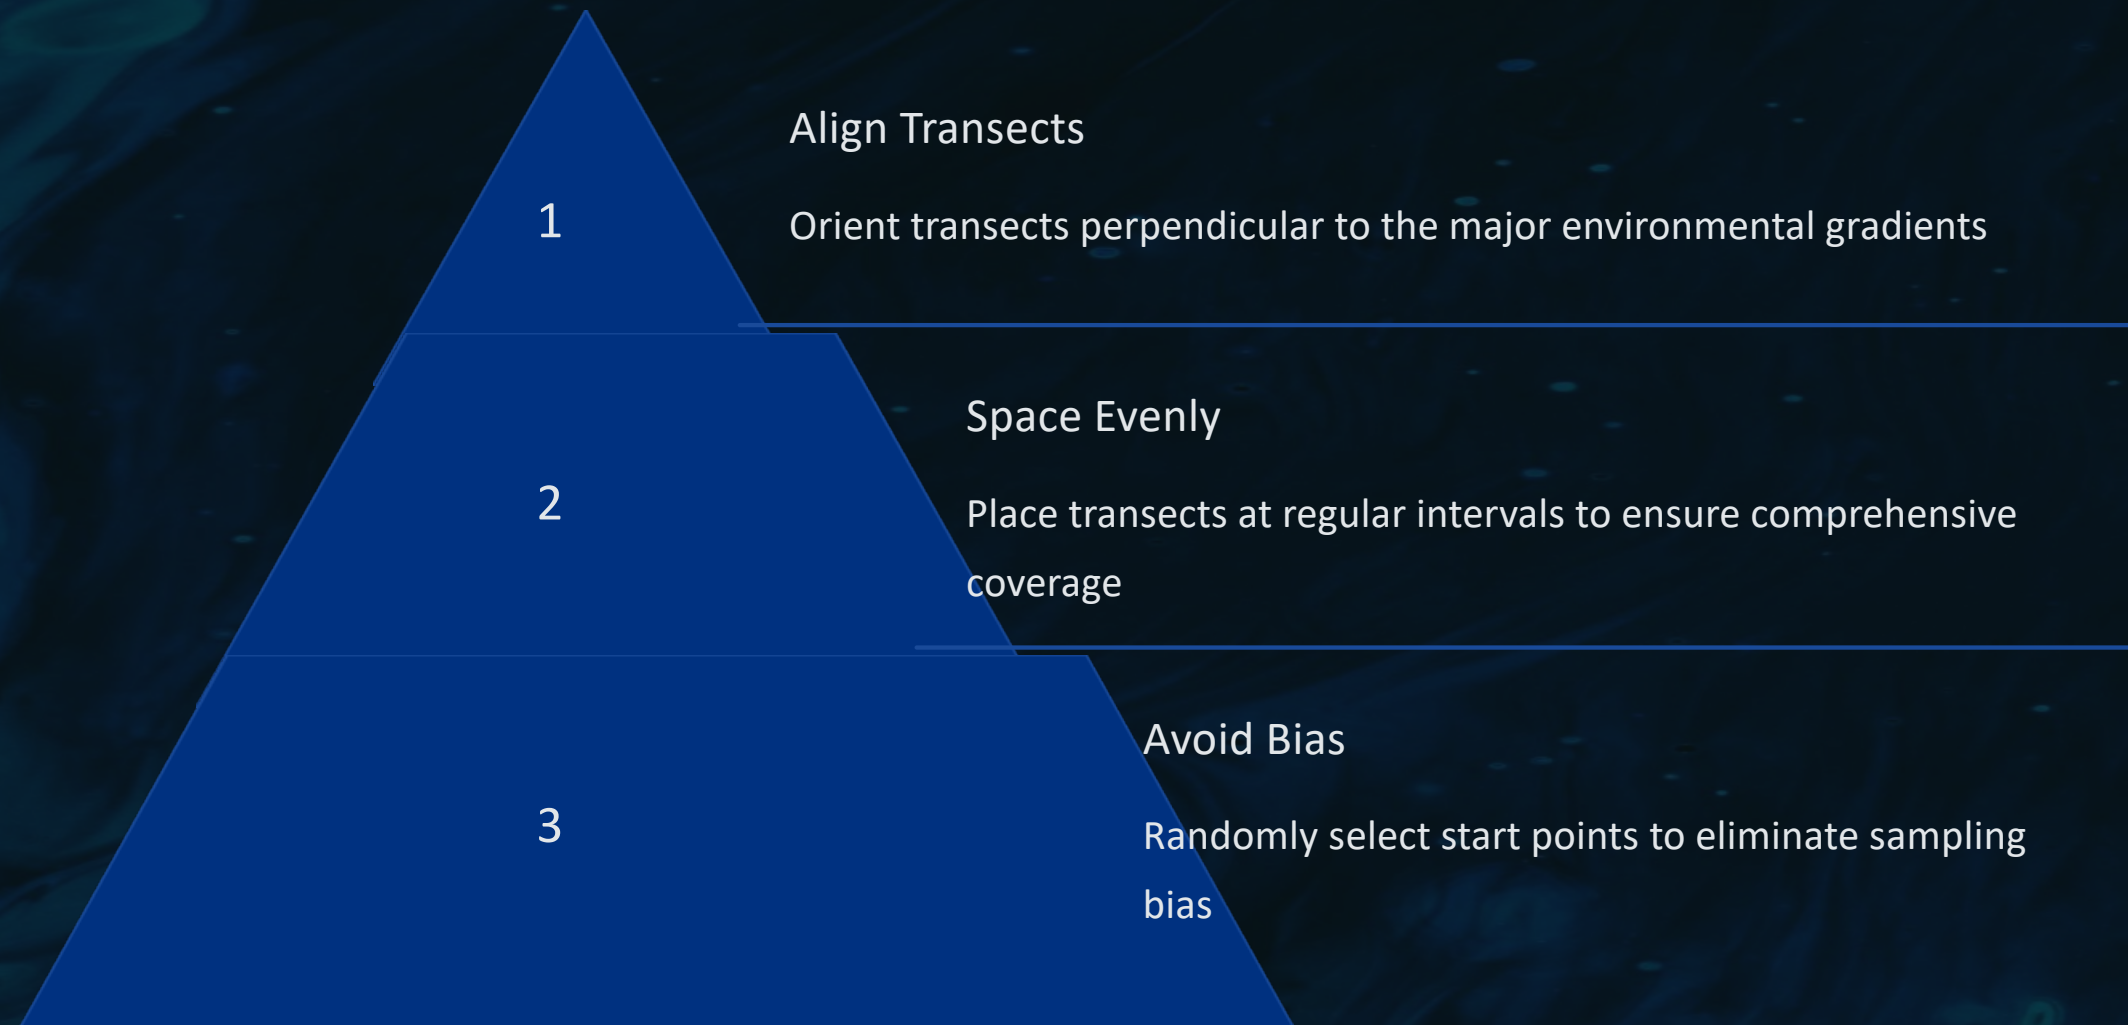 1
Align Transects
Orient transects perpendicular to the major environmental gradients
2
Space Evenly
Place transects at regular intervals to ensure comprehensive
coverage
3
Avoid Bias
Randomly select start points to eliminate sampling
bias